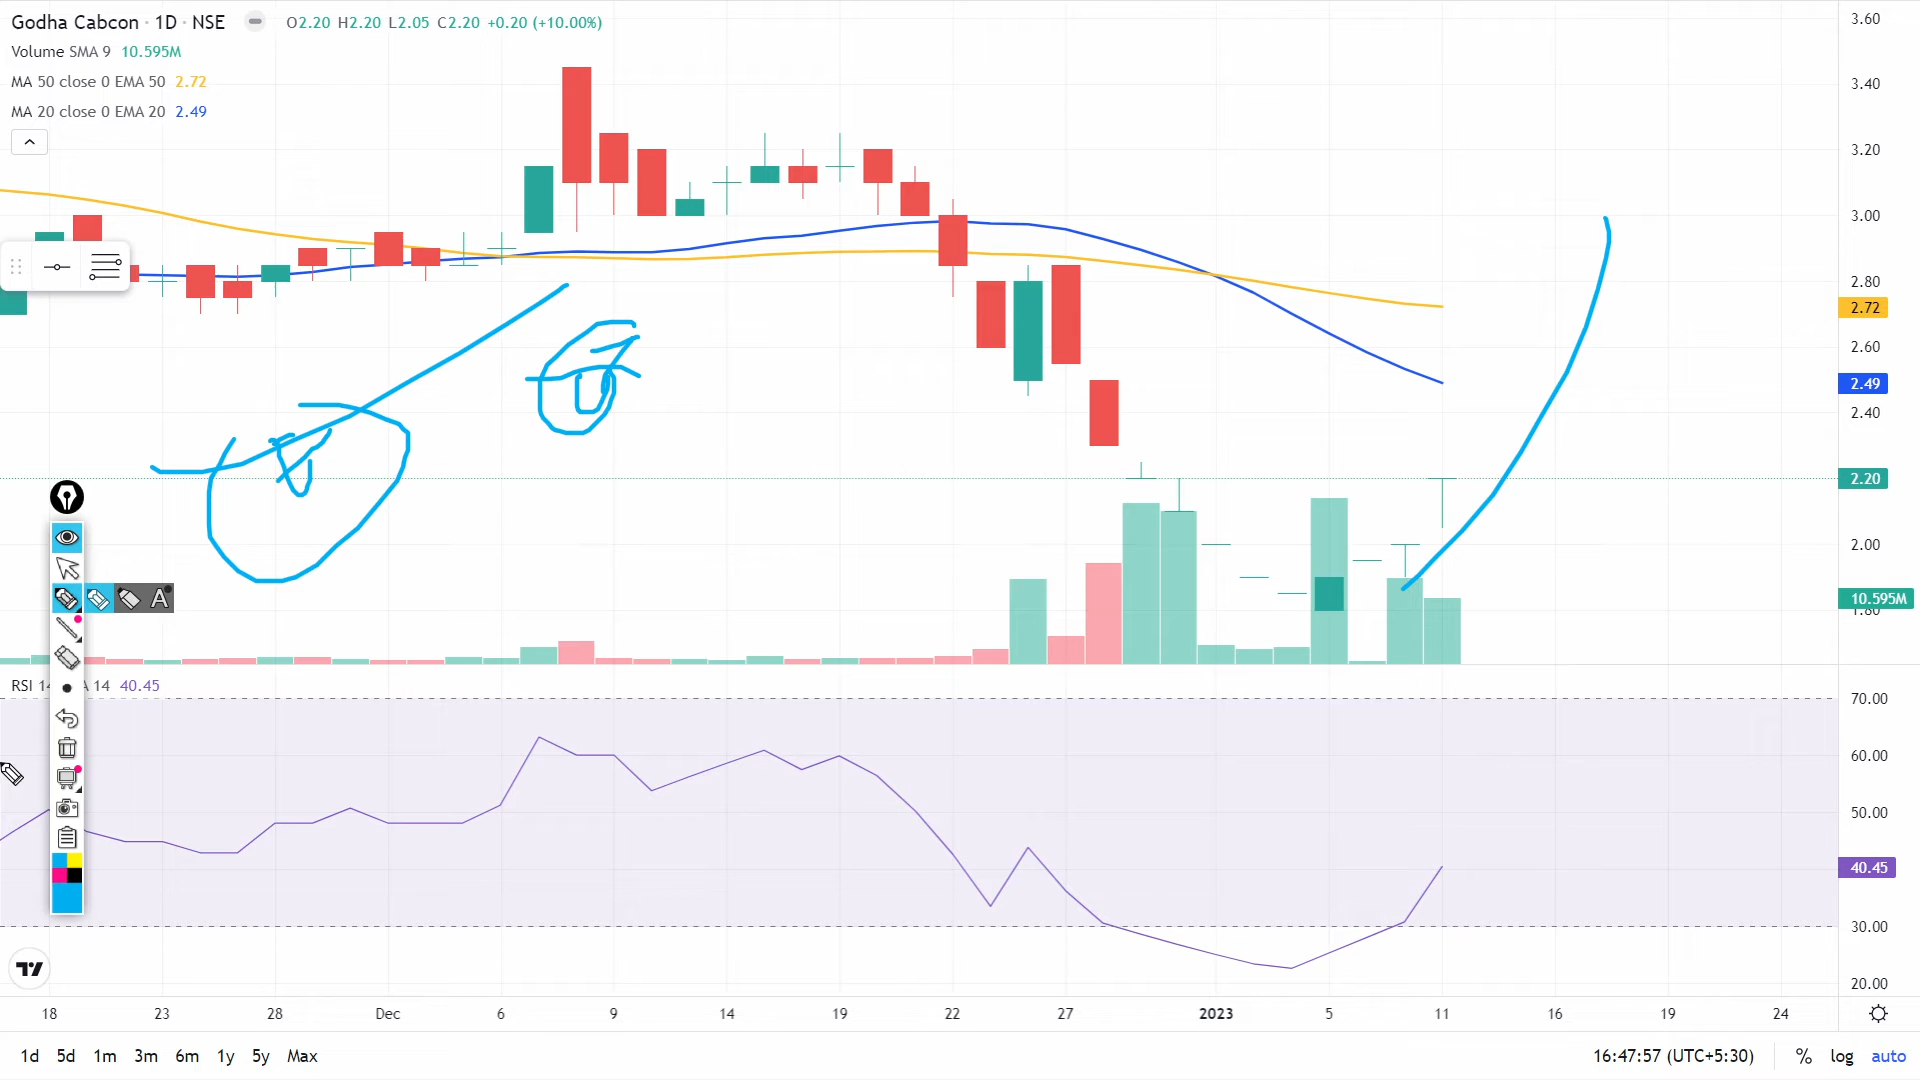 Godha Cabcon · 1D · NSE O2.20 H2.20 L2.05 C2.20 +0.20 (+10.00%)
Volume SMA 9 10.595M
MA 50 close 0 EMA 50 2.72
MA 20 close 0 EMA 20 2.49
3.60
3.40
3.20
3.00
2.80
2.72
2.60
2.49
2.40
2.20
2.00
10.595M
1.80
A
RSI 14 14 40.45
70.00
60.00
50.00
40.45
30.00
20.00
18 23 28 Dec 6 9 14 19 22 27 2023 5 11 16 19 24
1d 5d 1m 3m 6m 1y 5y Max 16:47:57 (UTC+5:30) % log auto